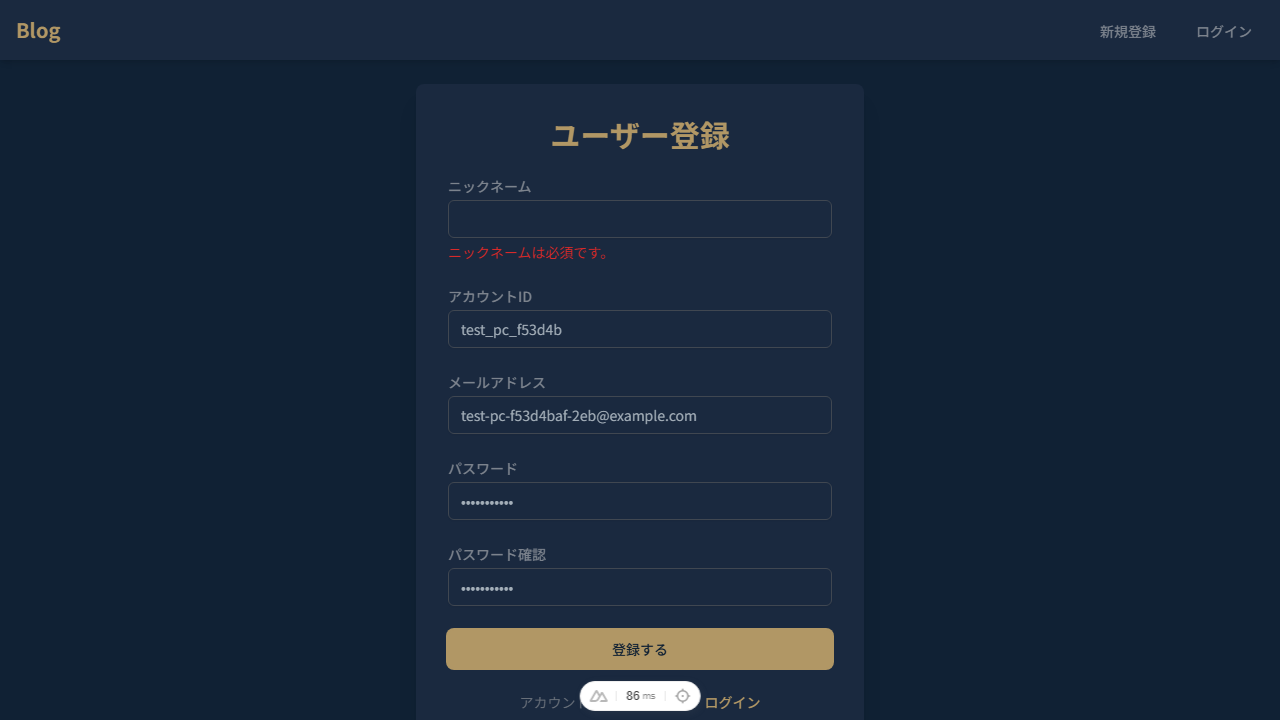 Blog
新規登録
ログイン
ユーザー登録
ニックネーム
ニックネームは必須です。
アカウントID
test_pc_f53d4b
メールアドレス
test-pc-f53d4baf-2eb@example.com
パスワード
•••••••••••
パスワード確認
•••••••••••
登録する
アカウン
ログイン
86 ms